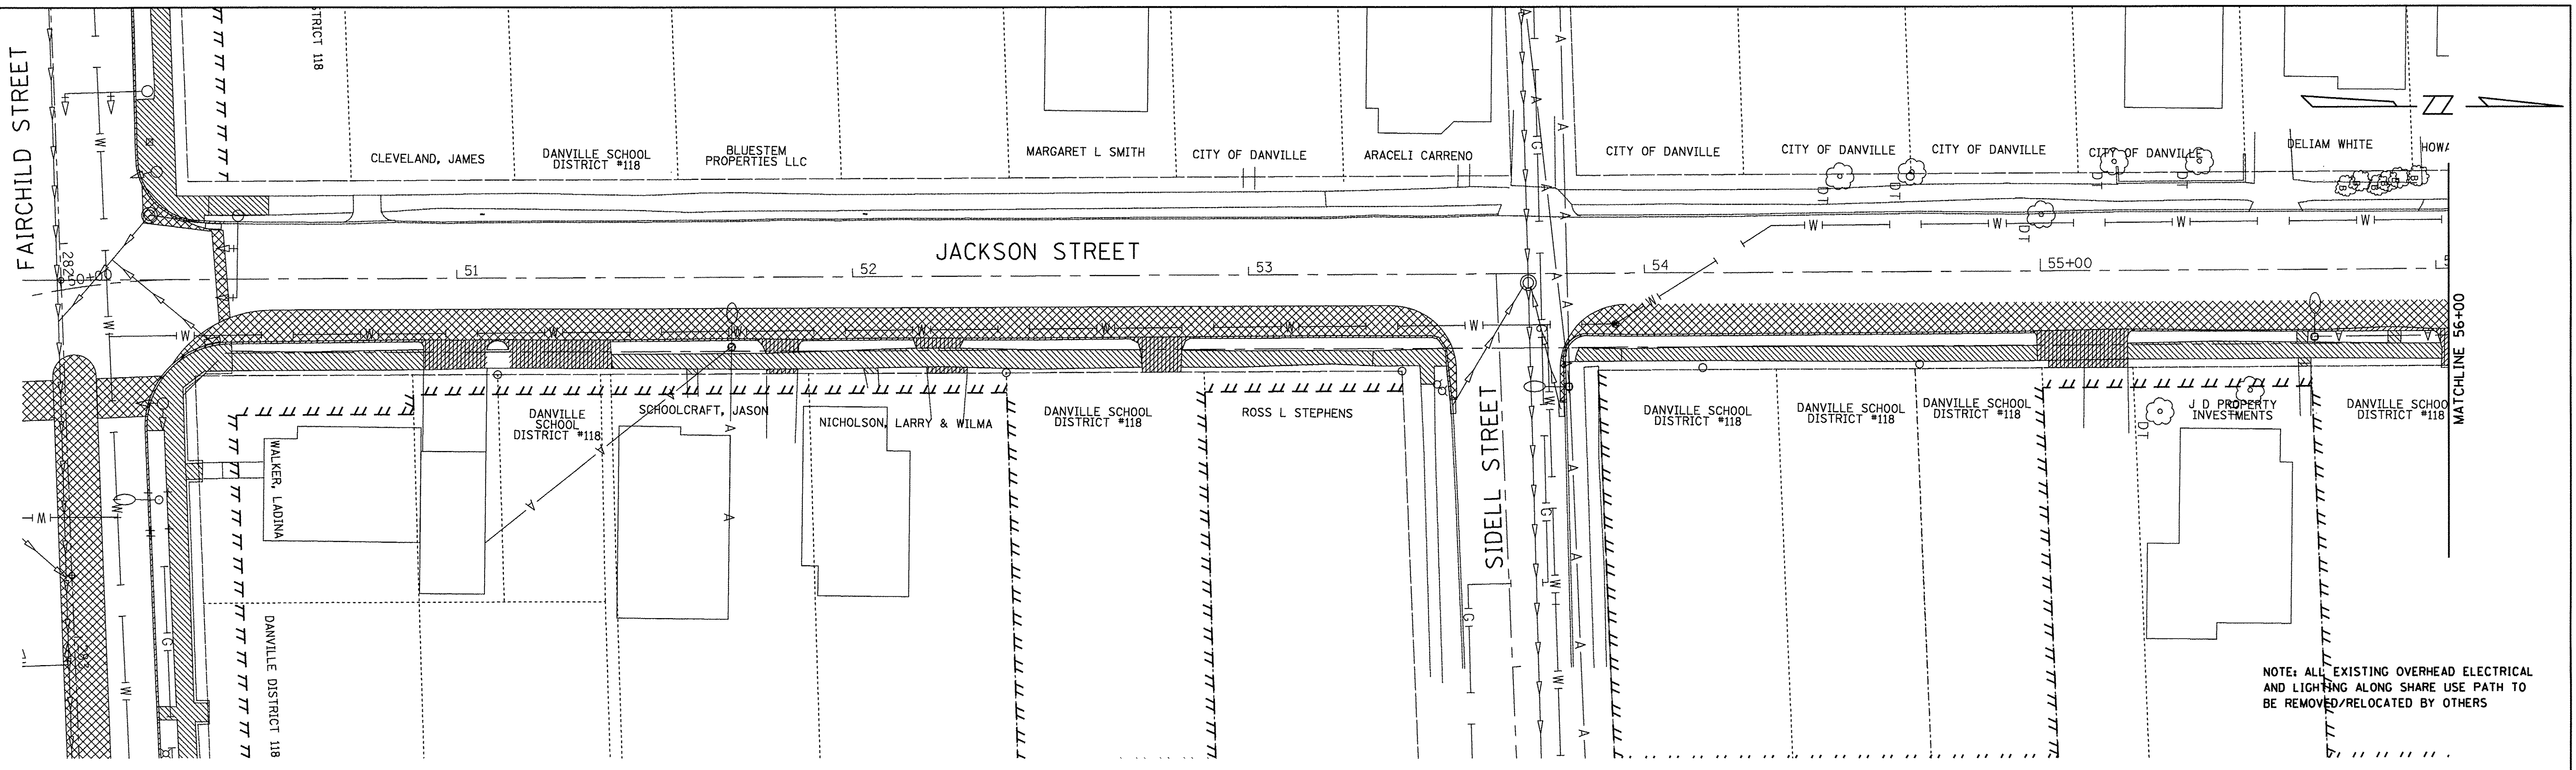 FAIRCHILD STREET
TRICT 118
CLEVELAND, JAMES
DANVILLE SCHOOL
DISTRICT #118
BLUESTEM
PROPERTIES LLC
MARGARET L SMITH
CITY OF DANVILLE
ARACELI CARRENO
CITY OF DANVILLE
CITY OF DANVILLE
CITY OF DANVILLE
CITY OF DANVILLE
DELIAM WHITE
HOWA
JACKSON STREET
50+00
51
52
53
54
55+00
MATCHLINE 56+00
SIDELL STREET
WALKER, LADINA
DANVILLE
SCHOOL
DISTRICT #118
SCHOOLCRAFT, JASON
NICHOLSON, LARRY & WILMA
DANVILLE SCHOOL
DISTRICT #118
ROSS L STEPHENS
DANVILLE SCHOOL
DISTRICT #118
DANVILLE SCHOOL
DISTRICT #118
DANVILLE SCHOOL
DISTRICT #118
J D PROPERTY
INVESTMENTS
DANVILLE SCHOO
DISTRICT #118
DANVILLE DISTRICT 118
NOTE: ALL EXISTING OVERHEAD ELECTRICAL
AND LIGHTING ALONG SHARE USE PATH TO
BE REMOVED/RELOCATED BY OTHERS